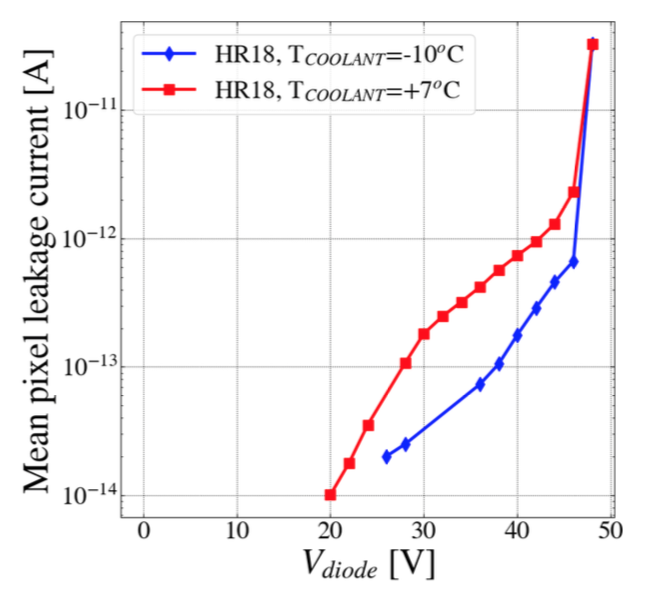 HR18, T_COOLANT=-10°C
HR18, T_COOLANT=+7°C
Mean pixel leakage current [A]
10⁻¹¹
10⁻¹²
10⁻¹³
10⁻¹⁴
0 10 20 30 40 50
V_diode [V]